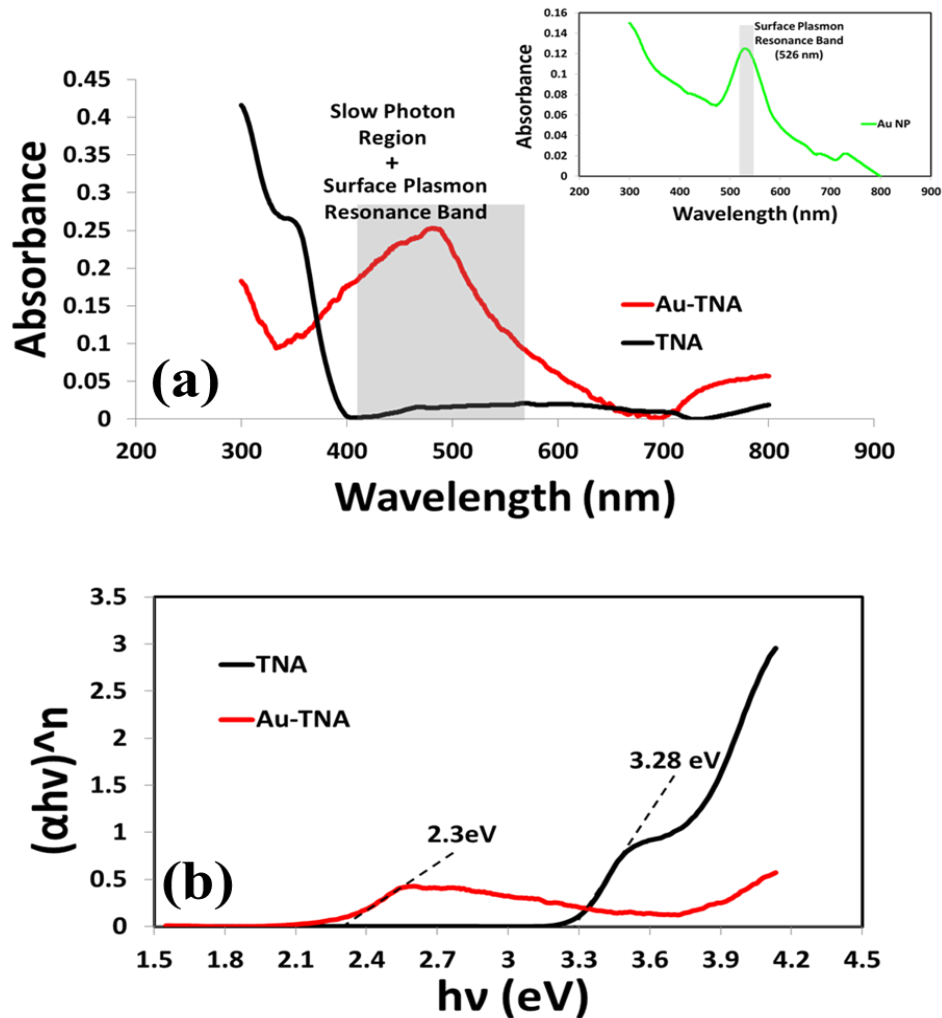 0.16
0.14
0.12
0.1
0.08
0.06
0.04
0.02
0
Absorbance
Surface Plasmon
Resonance Band
(526 nm)
Au NP
200 300 400 500 600 700 800 900
Wavelength (nm)
0.45
0.4
0.35
0.3
0.25
0.2
0.15
0.1
0.05
0
Absorbance
Slow Photon
Region
+
Surface Plasmon
Resonance Band
Au-TNA
TNA
(a)
200 300 400 500 600 700 800 900
Wavelength (nm)
3.5
3
2.5
2
1.5
1
0.5
0
(αhν)^n
TNA
Au-TNA
3.28 eV
2.3eV
(b)
1.5 1.8 2.1 2.4 2.7 3 3.3 3.6 3.9 4.2 4.5
hν (eV)